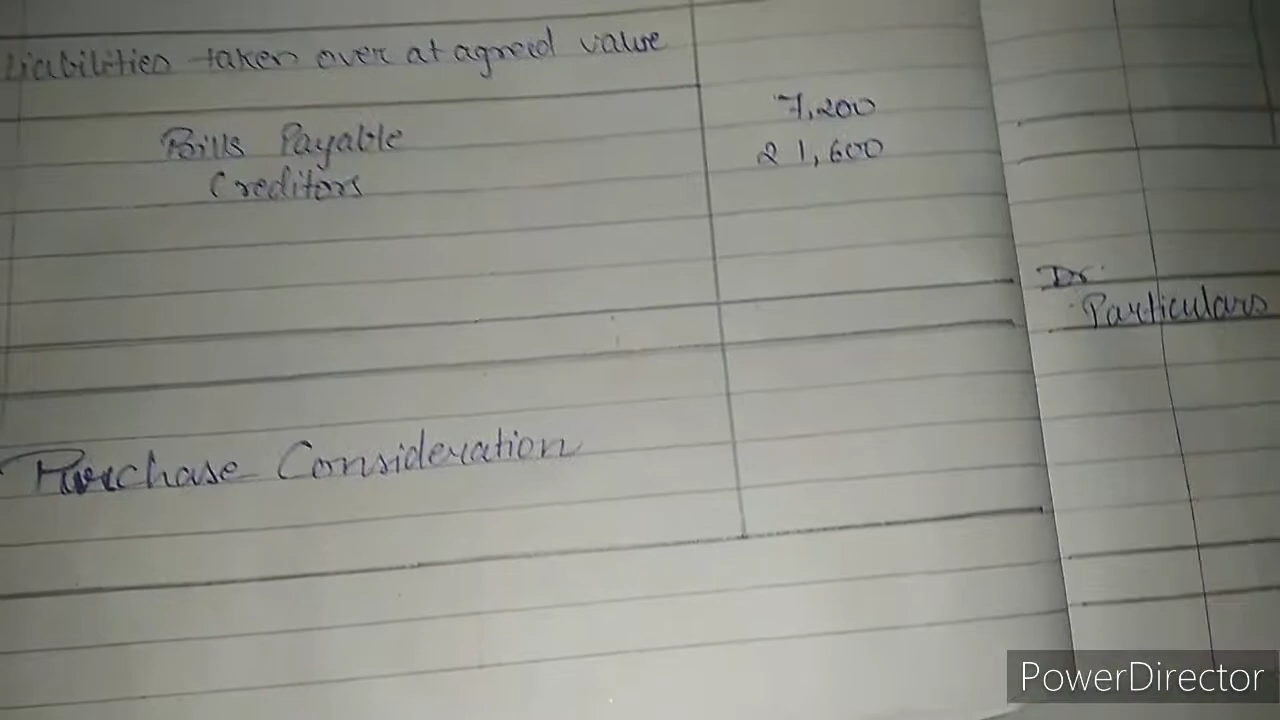 Liabilities taken over at agreed value
Bills Payable 7,200
Creditors 21,600
Purchase Consideration
Dr.
Particulars
PowerDirector